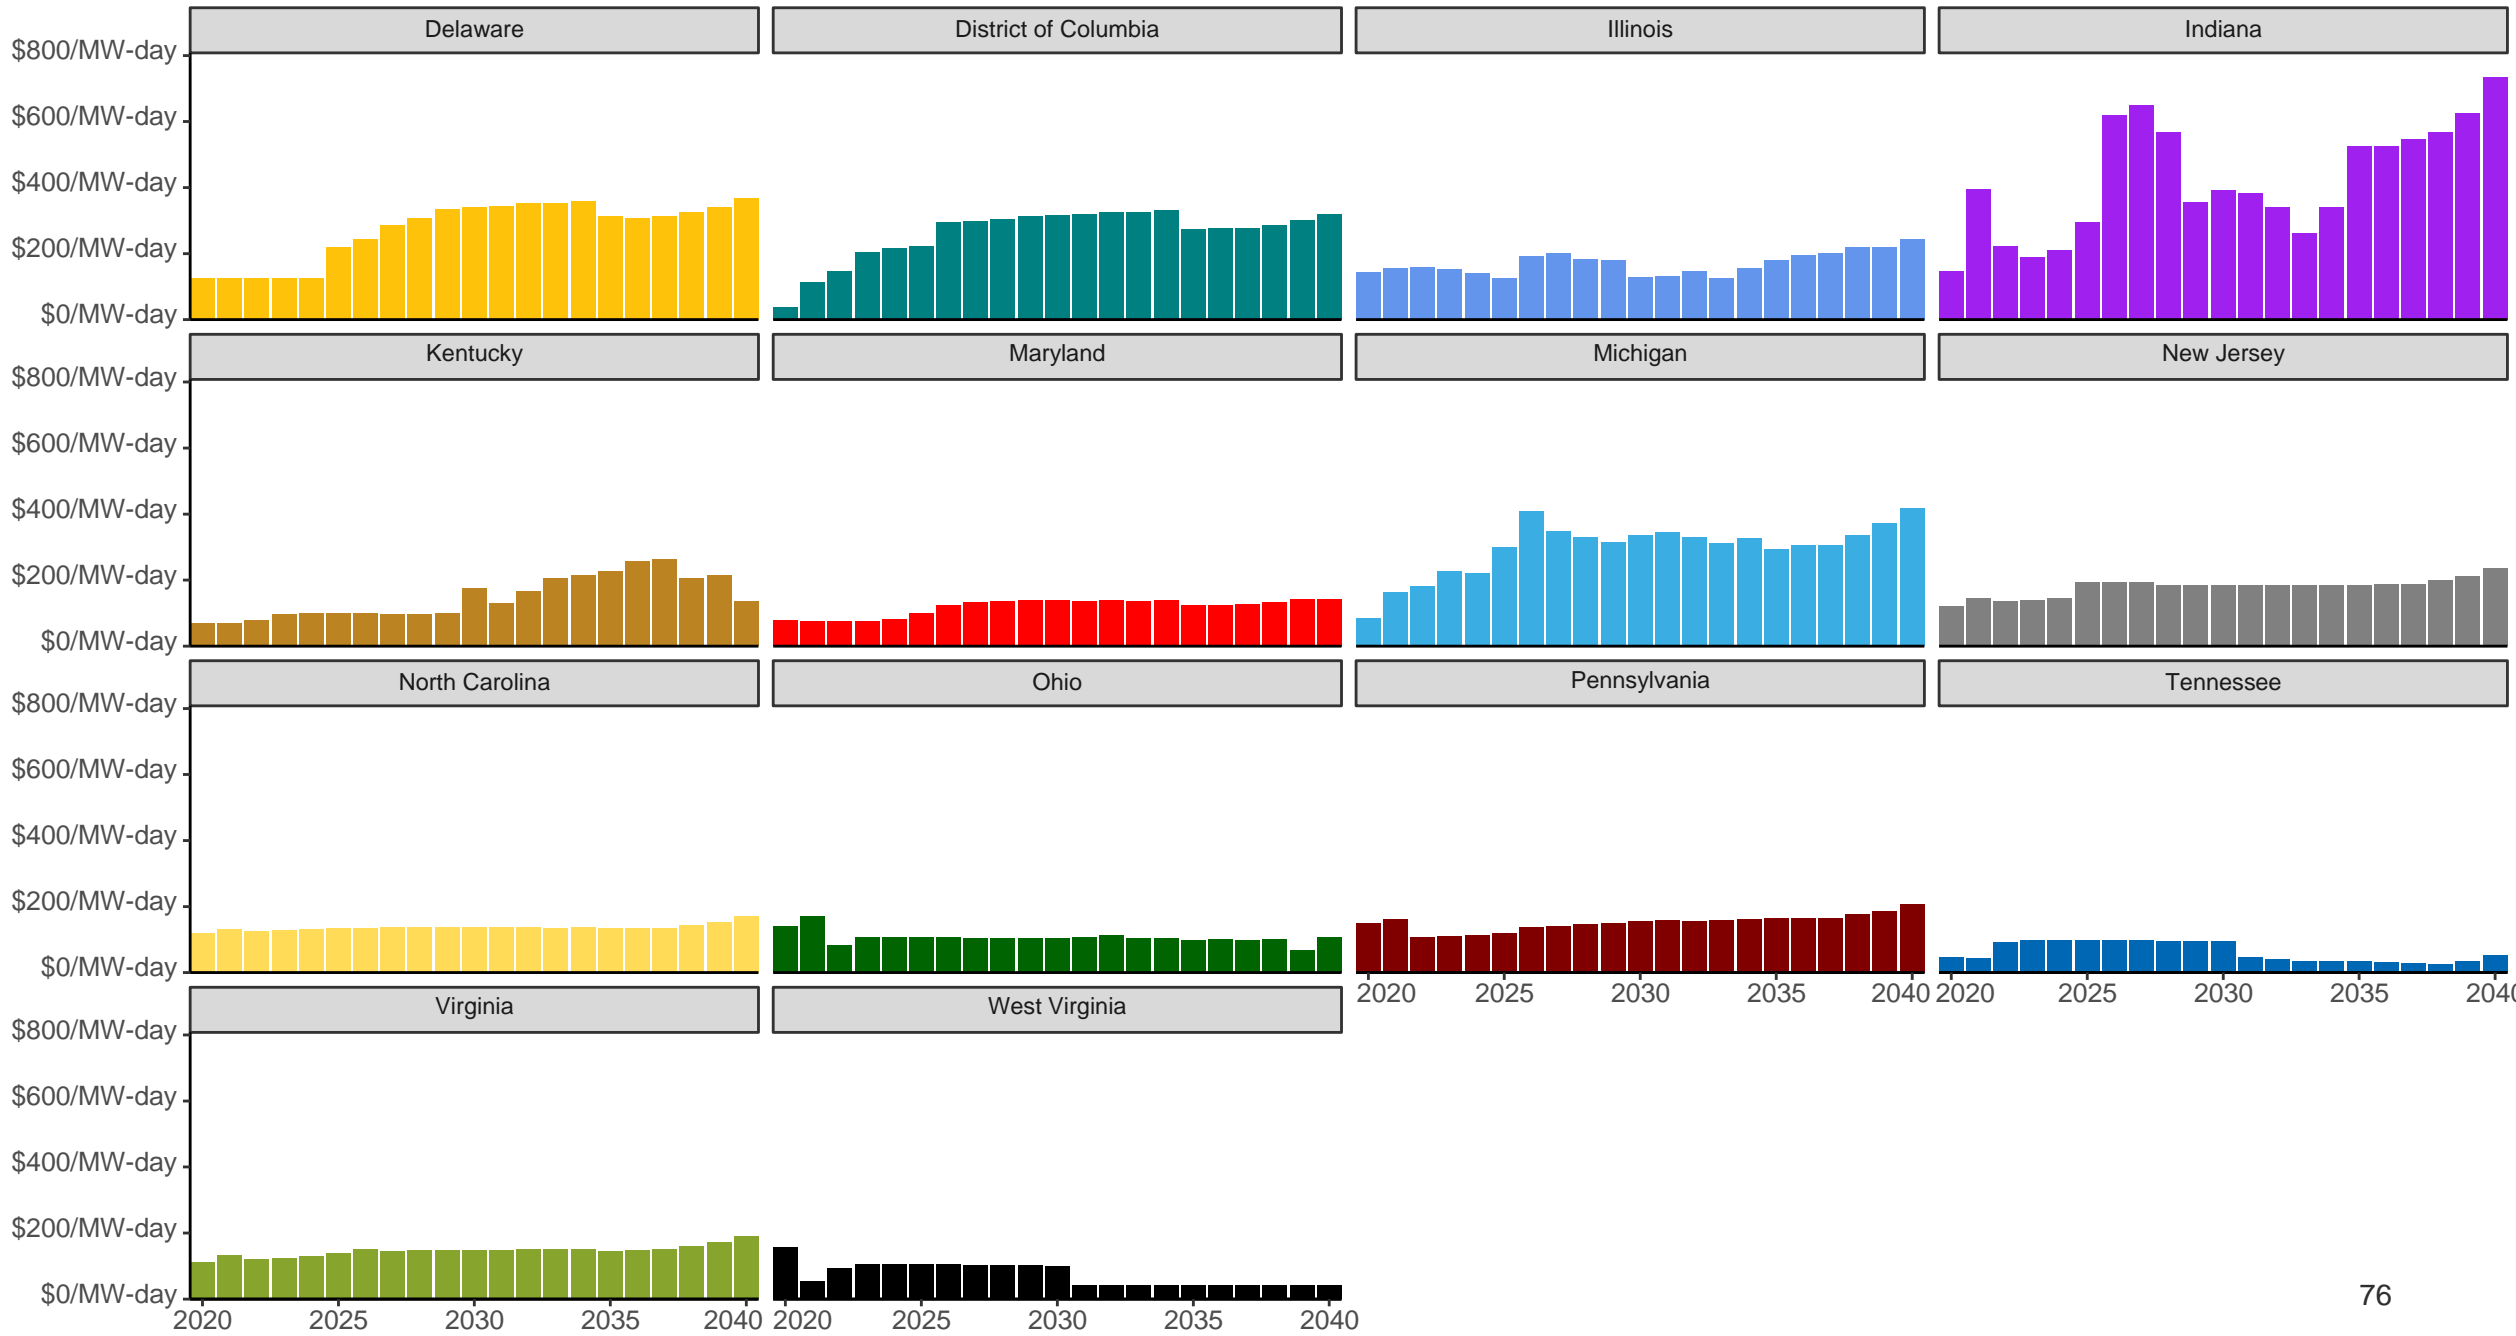 Delaware
District of Columbia
Illinois
Indiana
$800/MW-day
$600/MW-day
$400/MW-day
$200/MW-day
$0/MW-day
Kentucky
Maryland
Michigan
New Jersey
$800/MW-day
$600/MW-day
$400/MW-day
$200/MW-day
$0/MW-day
North Carolina
Ohio
Pennsylvania
Tennessee
$800/MW-day
$600/MW-day
$400/MW-day
$200/MW-day
$0/MW-day
2020 2025 2030 2035 2040 2020 2025 2030 2035 2040
Virginia
West Virginia
$800/MW-day
$600/MW-day
$400/MW-day
$200/MW-day
$0/MW-day
2020 2025 2030 2035 2040 2020 2025 2030 2035 2040
76